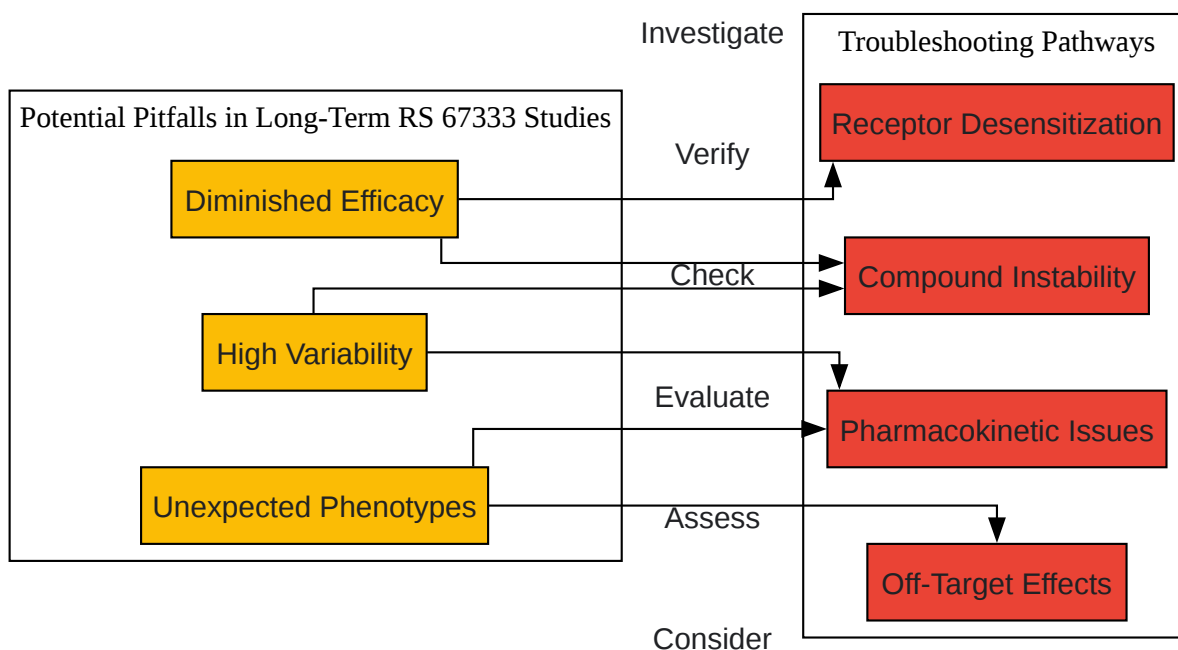 Investigate
Troubleshooting Pathways
Potential Pitfalls in Long-Term RS 67333 Studies
Receptor Desensitization
Verify
Diminished Efficacy
Check
Compound Instability
High Variability
Evaluate
Pharmacokinetic Issues
Unexpected Phenotypes
Assess
Off-Target Effects
Consider